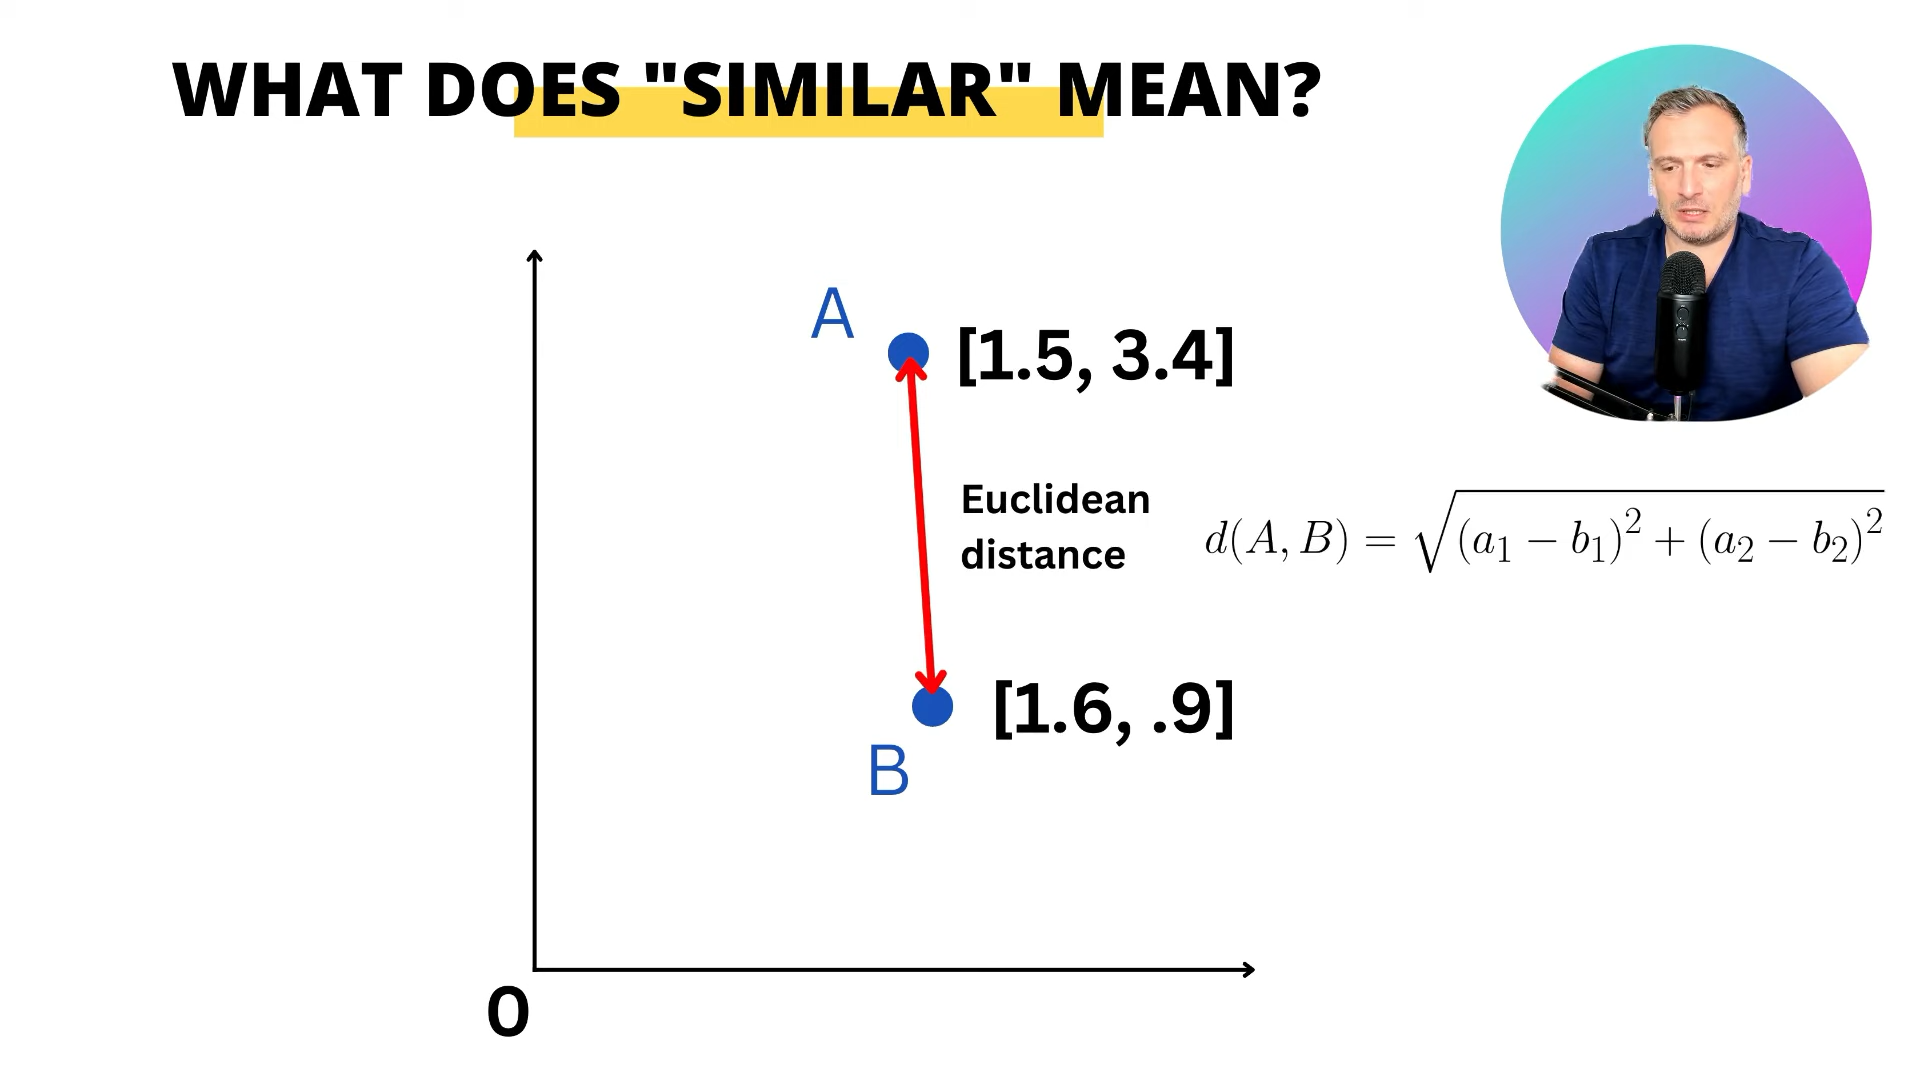 WHAT DOES "SIMILAR" MEAN?
A
[1.5, 3.4]
Euclidean
distance
d(A, B) = √(a₁ − b₁)² + (a₂ − b₂)²
[1.6, .9]
B
0